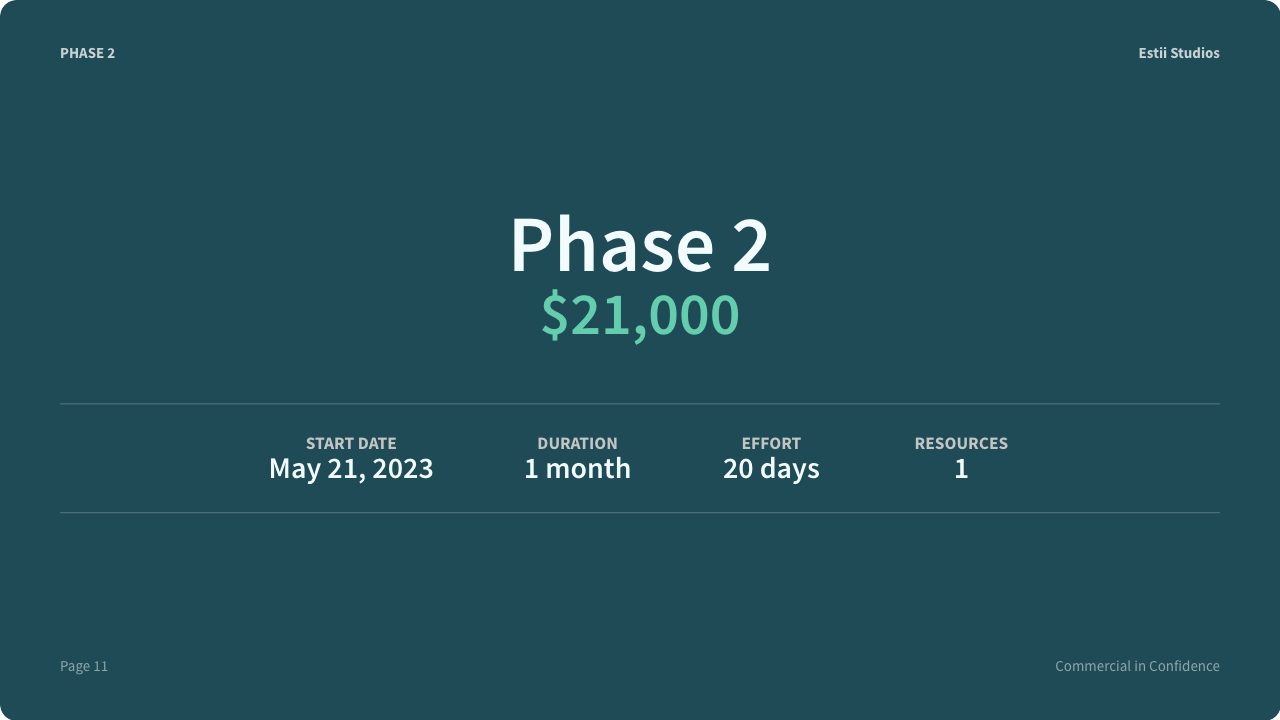 PHASE 2
Estii Studios
Phase 2
$21,000
START DATE
May 21, 2023
DURATION
1 month
EFFORT
20 days
RESOURCES
1
Page 11
Commercial in Confidence